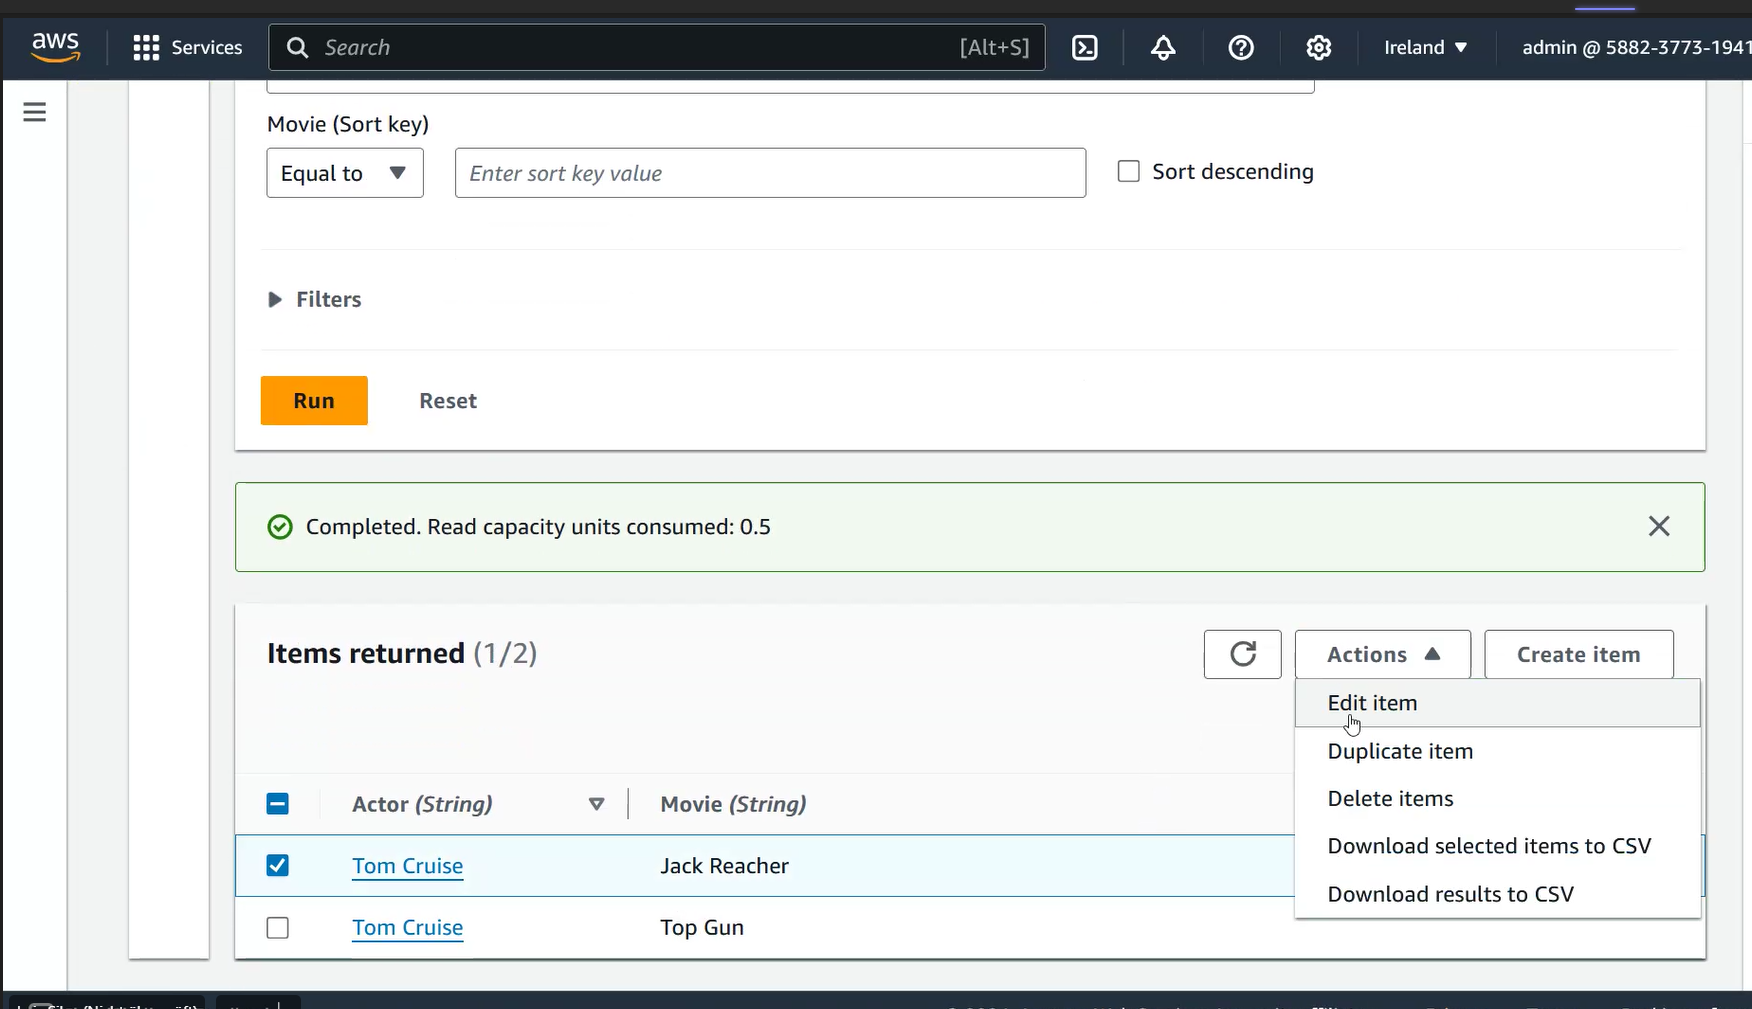 aws Services Search [Alt+S] Ireland admin @ 5882-3773-1941
Movie (Sort key)
Equal to Enter sort key value Sort descending
Filters
Run Reset
Completed. Read capacity units consumed: 0.5
Items returned (1/2) Actions Create item
Edit item
Duplicate item
Delete items
Actor (String) Movie (String)
Download selected items to CSV
Tom Cruise Jack Reacher
Download results to CSV
Tom Cruise Top Gun